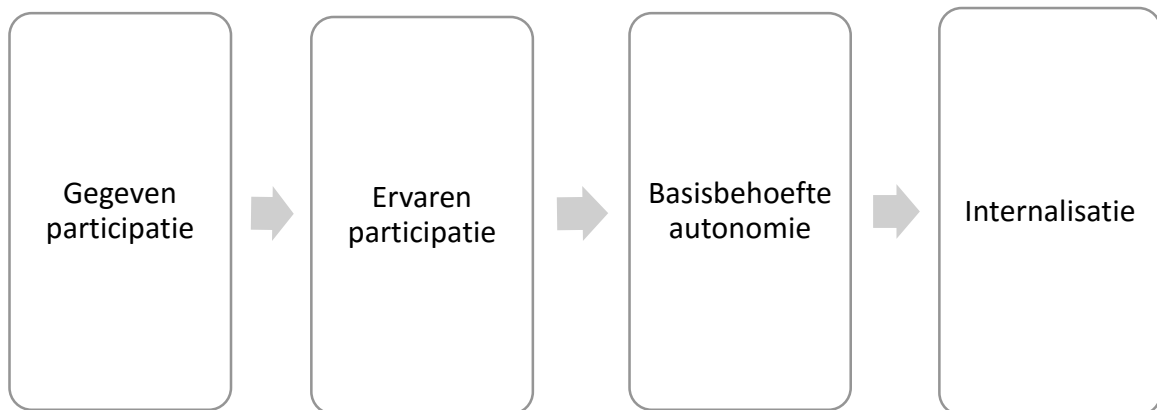 Gegeven
participatie
Ervaren
participatie
Basisbehoefte
autonomie
Internalisatie